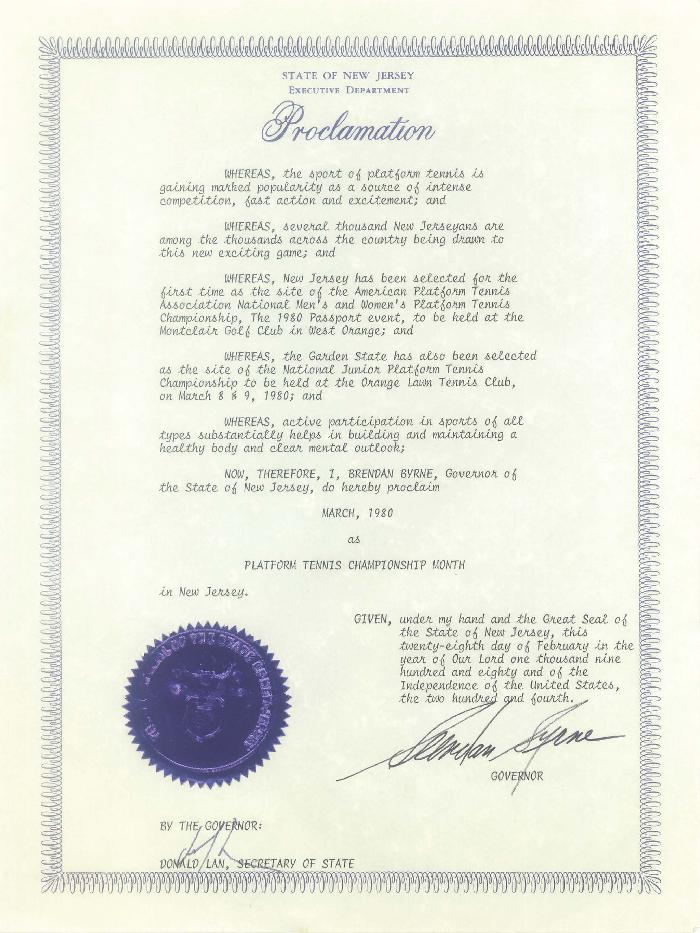 STATE OF NEW JERSEY
EXECUTIVE DEPARTMENT
Proclamation
WHEREAS, the sport of platform tennis is
gaining marked popularity as a source of intense
competition, fast action and excitement; and
WHEREAS, several thousand New Jerseyans are
among the thousands across the country being drawn to
this new exciting game; and
WHEREAS, New Jersey has been selected for the
first time as the site of the American Platform Tennis
Association National Men's and Women's Platform Tennis
Championship, The 1980 Passport event, to be held at the
Montclair Golf Club in West Orange; and
WHEREAS, the Garden State has also been selected
as the site of the National Junior Platform Tennis
Championship to be held at the Orange Lawn Tennis Club,
on March 8 & 9, 1980; and
WHEREAS, active participation in sports of all
types substantially helps in building and maintaining a
healthy body and clear mental outlook;
NOW, THEREFORE, I, BRENDAN BYRNE, Governor of
the State of New Jersey, do hereby proclaim
MARCH, 1980
as
PLATFORM TENNIS CHAMPIONSHIP MONTH
in New Jersey.
GIVEN, under my hand and the Great Seal of
the State of New Jersey, this
twenty-eighth day of February in the
year of Our Lord one thousand nine
hundred and eighty and of the
Independence of the United States,
the two hundred and fourth.
Brendan Byrne
GOVERNOR
BY THE GOVERNOR:
DONALD LAN, SECRETARY OF STATE